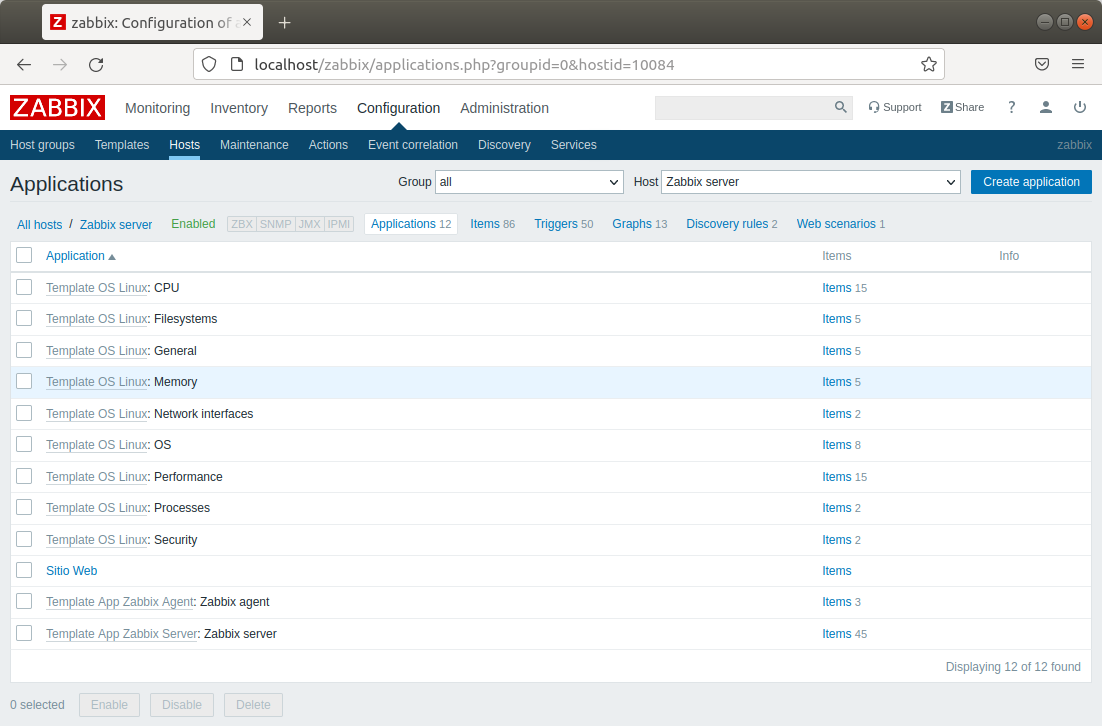 Z zabbix: Configuration of a
localhost/zabbix/applications.php?groupid=0&hostid=10084
ZABBIX Monitoring Inventory Reports Configuration Administration Support Z Share ?
Host groups Templates Hosts Maintenance Actions Event correlation Discovery Services zabbix
Applications Group all Host Zabbix server Create application
All hosts / Zabbix server Enabled ZBX SNMP JMX IPMI Applications 12 Items 86 Triggers 50 Graphs 13 Discovery rules 2 Web scenarios 1
Application Items Info
Template OS Linux: CPU Items 15
Template OS Linux: Filesystems Items 5
Template OS Linux: General Items 5
Template OS Linux: Memory Items 5
Template OS Linux: Network interfaces Items 2
Template OS Linux: OS Items 8
Template OS Linux: Performance Items 15
Template OS Linux: Processes Items 2
Template OS Linux: Security Items 2
Sitio Web Items
Template App Zabbix Agent: Zabbix agent Items 3
Template App Zabbix Server: Zabbix server Items 45
Displaying 12 of 12 found
0 selected Enable Disable Delete